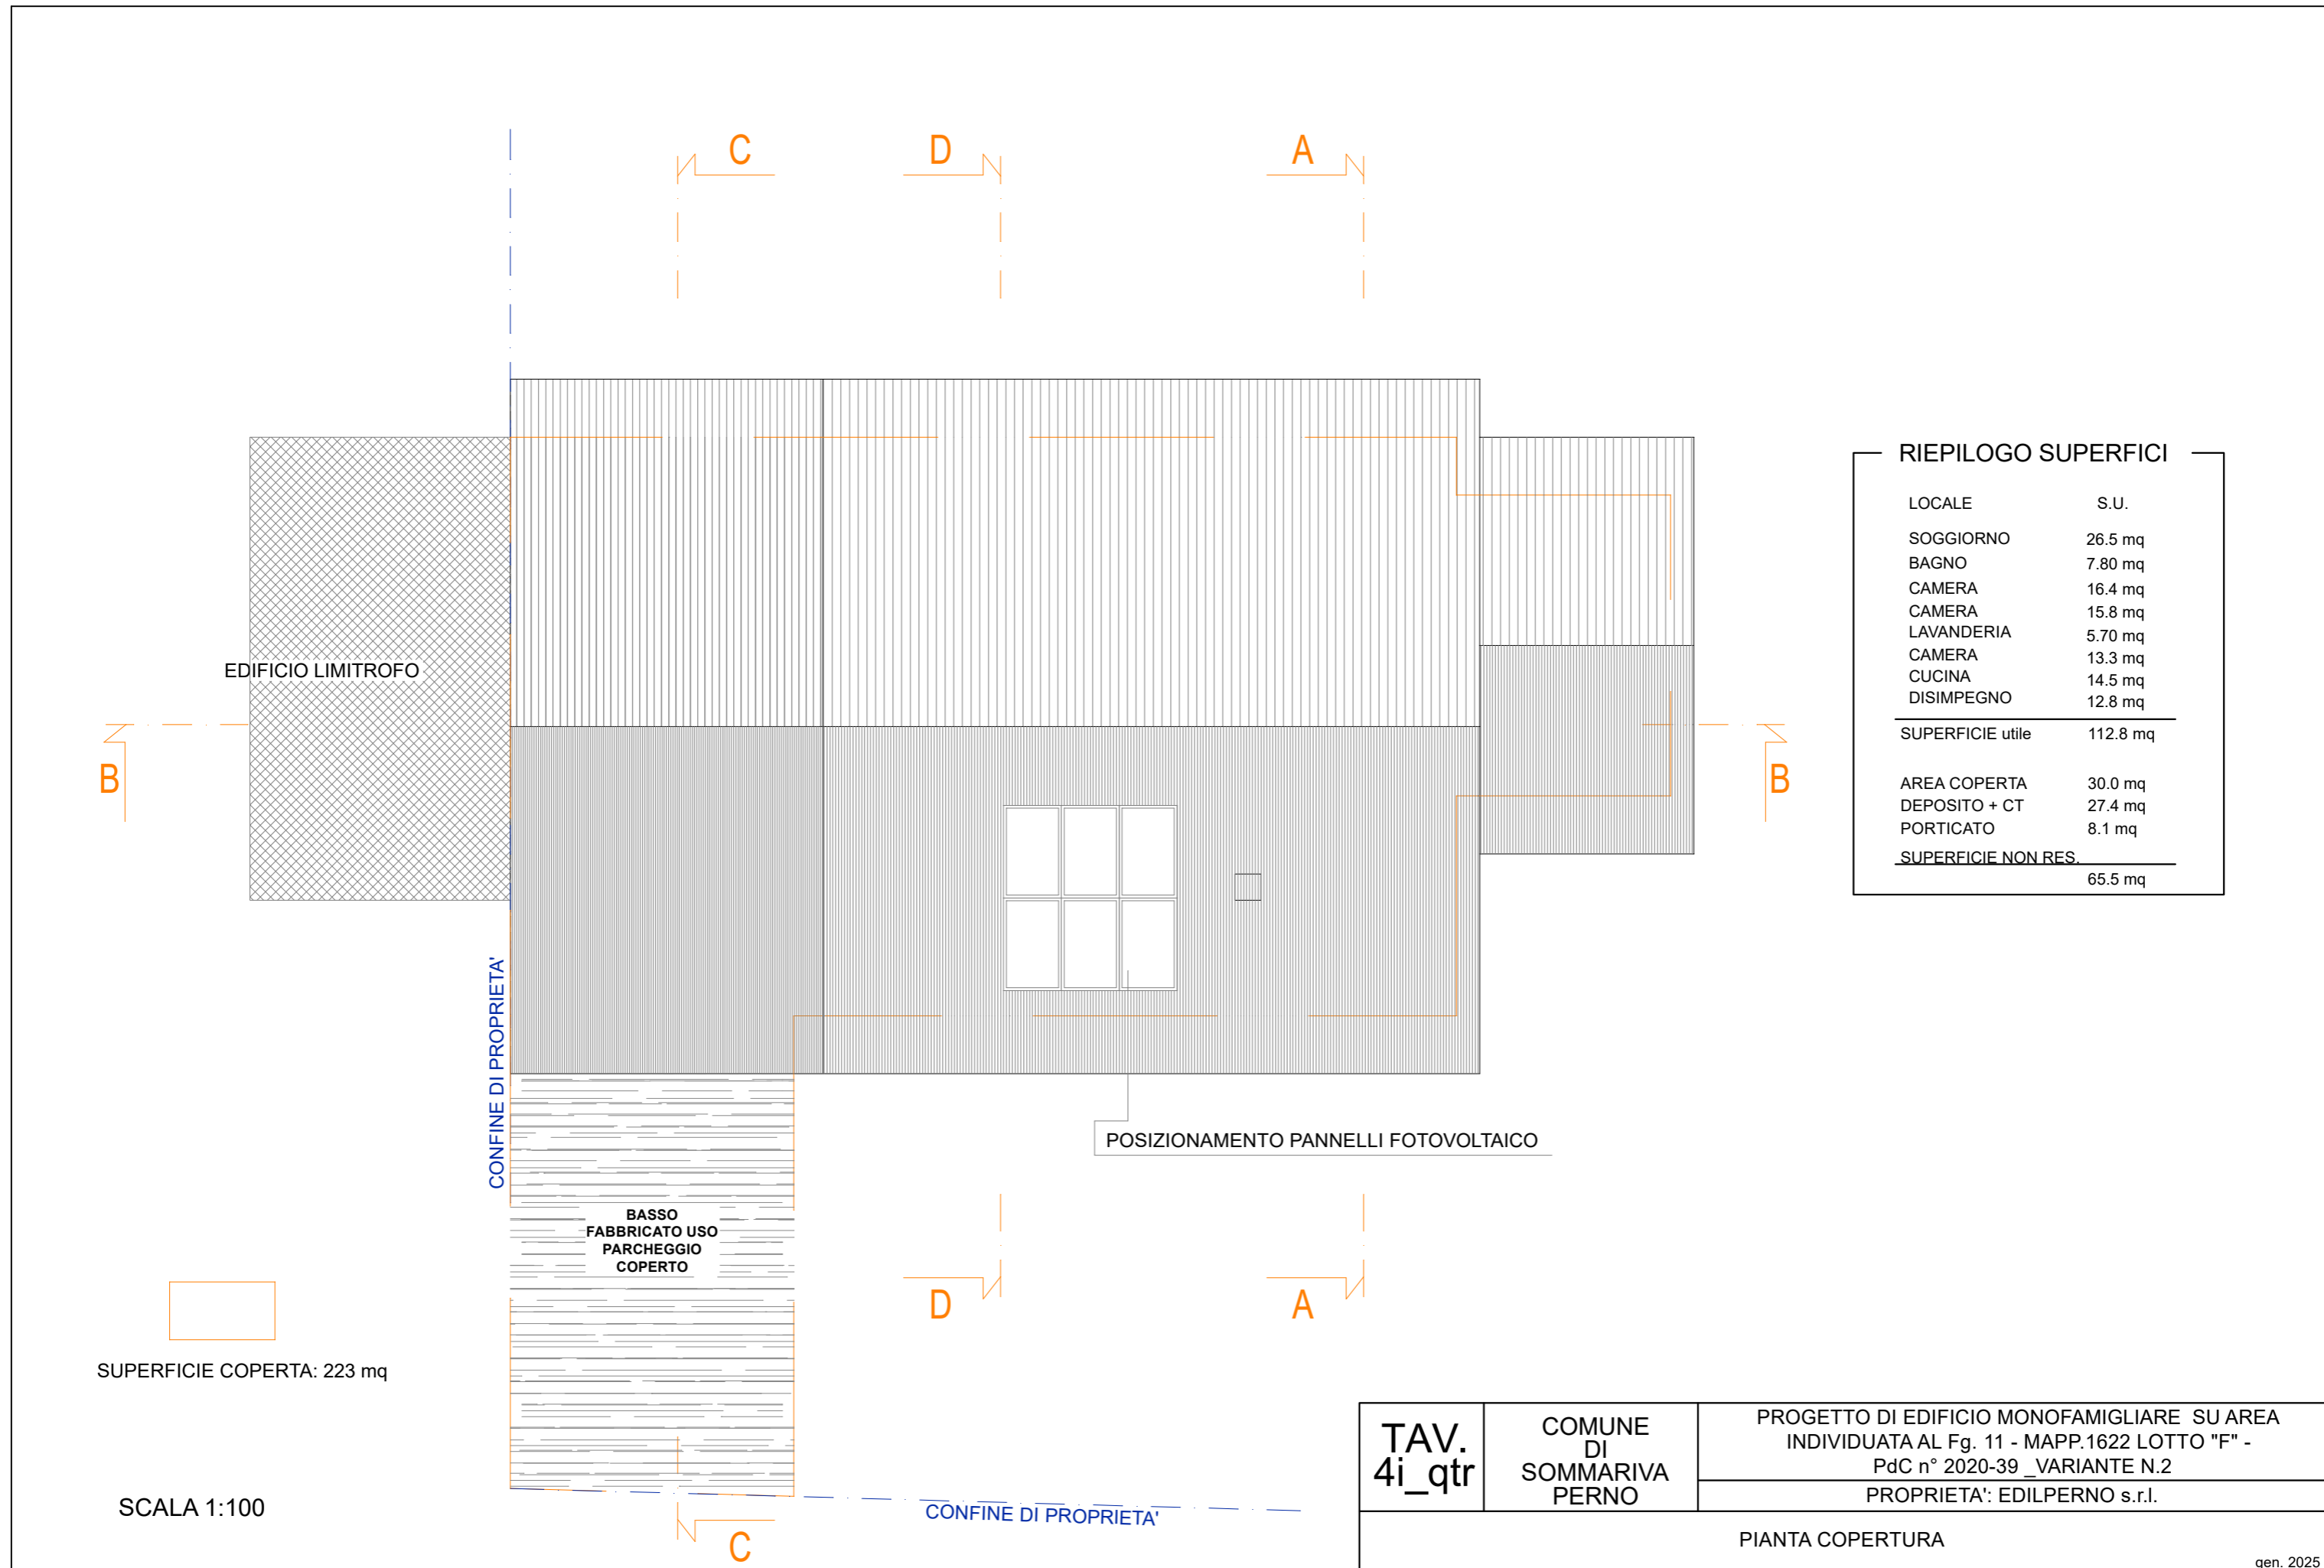 C D A
RIEPILOGO SUPERFICI
LOCALE S.U.
SOGGIORNO 26.5 mq
BAGNO 7.80 mq
CAMERA 16.4 mq
CAMERA 15.8 mq
LAVANDERIA 5.70 mq
CAMERA 13.3 mq
CUCINA 14.5 mq
DISIMPEGNO 12.8 mq
SUPERFICIE utile 112.8 mq
AREA COPERTA 30.0 mq
DEPOSITO + CT 27.4 mq
PORTICATO 8.1 mq
SUPERFICIE NON RES.
65.5 mq
EDIFICIO LIMITROFO
B B
CONFINE DI PROPRIETA'
POSIZIONAMENTO PANNELLI FOTOVOLTAICO
BASSO
FABBRICATO USO
PARCHEGGIO
COPERTO
D A
SUPERFICIE COPERTA: 223 mq
SCALA 1:100
CONFINE DI PROPRIETA'
C
TAV.
4i_qtr
COMUNE
DI
SOMMARIVA
PERNO
PROGETTO DI EDIFICIO MONOFAMIGLIARE SU AREA
INDIVIDUATA AL Fg. 11 - MAPP.1622 LOTTO "F" -
PdC n° 2020-39 _VARIANTE N.2
PROPRIETA': EDILPERNO s.r.l.
PIANTA COPERTURA
gen. 2025